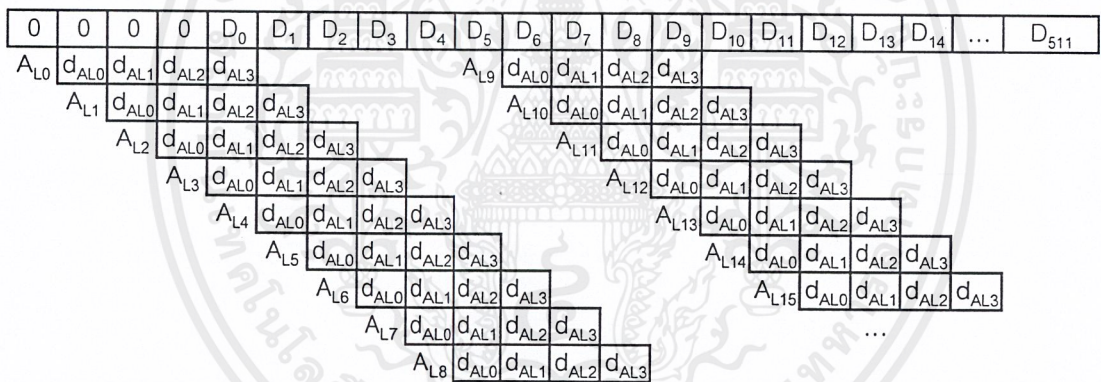 0 0 0 0 D0 D1 D2 D3 D4 D5 D6 D7 D8 D9 D10 D11 D12 D13 D14 ... D511
AL0 dAL0 dAL1 dAL2 dAL3 AL9 dAL0 dAL1 dAL2 dAL3
AL1 dAL0 dAL1 dAL2 dAL3 AL10 dAL0 dAL1 dAL2 dAL3
AL2 dAL0 dAL1 dAL2 dAL3 AL11 dAL0 dAL1 dAL2 dAL3
AL3 dAL0 dAL1 dAL2 dAL3 AL12 dAL0 dAL1 dAL2 dAL3
AL4 dAL0 dAL1 dAL2 dAL3 AL13 dAL0 dAL1 dAL2 dAL3
AL5 dAL0 dAL1 dAL2 dAL3 AL14 dAL0 dAL1 dAL2 dAL3
AL6 dAL0 dAL1 dAL2 dAL3 AL15 dAL0 dAL1 dAL2 dAL3
AL7 dAL0 dAL1 dAL2 dAL3 ...
AL8 dAL0 dAL1 dAL2 dAL3